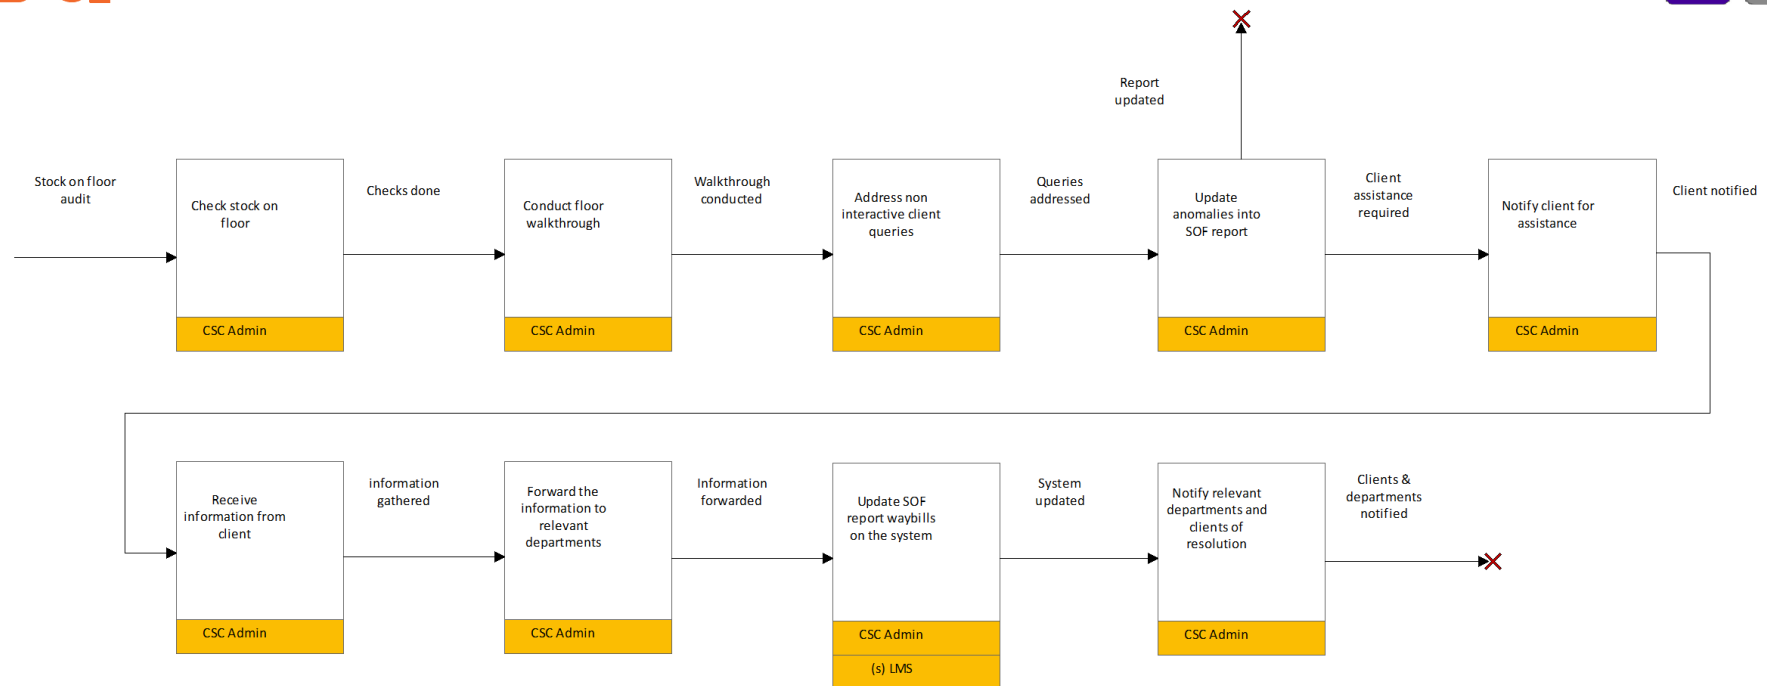 Report
updated
Stock on floor
audit
Check stock on
floor
CSC Admin
Checks done
Conduct floor
walkthrough
CSC Admin
Walkthrough
conducted
Address non
interactive client
queries
CSC Admin
Queries
addressed
Update
anomalies into
SOF report
CSC Admin
Client
assistance
required
Notify client for
assistance
CSC Admin
Client notified
Receive
information from
client
CSC Admin
information
gathered
Forward the
information to
relevant
departments
CSC Admin
Information
forwarded
Update SOF
report waybills
on the system
CSC Admin
(s) LMS
System
updated
Notify relevant
departments and
clients of
resolution
CSC Admin
Clients &
departments
notified